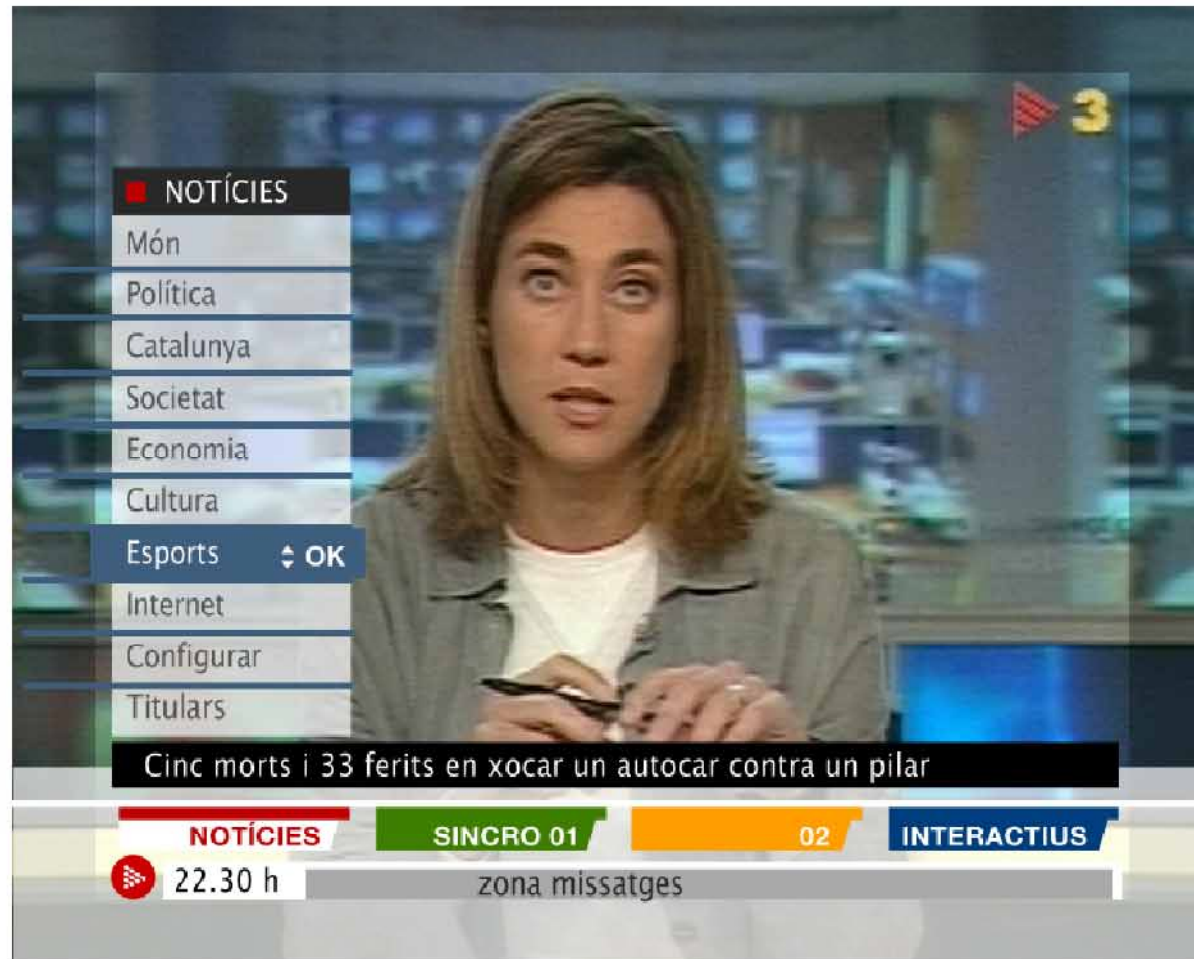 3
NOTÍCIES
Món
Política
Catalunya
Societat
Economia
Cultura
Esports OK
Internet
Configurar
Titulars
Cinc morts i 33 ferits en xocar un autocar contra un pilar
NOTÍCIES SINCRO 01 02 INTERACTIUS
22.30 h zona missatges